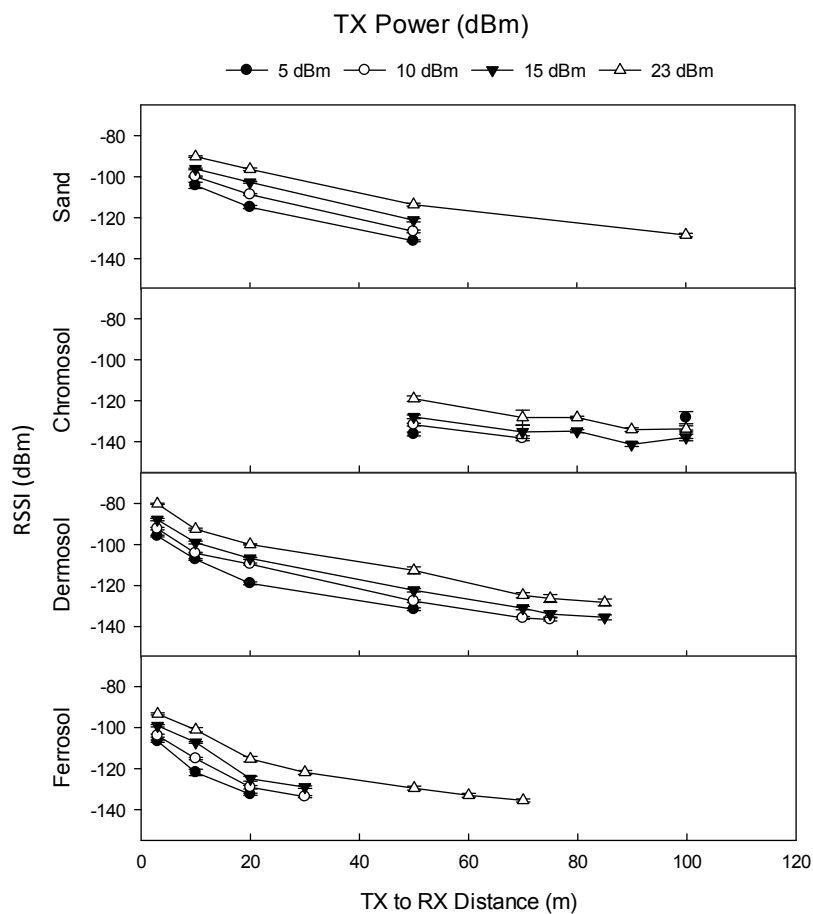 TX Power (dBm)
5 dBm 10 dBm 15 dBm 23 dBm
Sand
-80
-100
-120
-140
Chromosol
-80
-100
-120
-140
RSSI (dBm)
Dermosol
-80
-100
-120
-140
Ferrosol
-80
-100
-120
-140
0 20 40 60 80 100 120
TX to RX Distance (m)